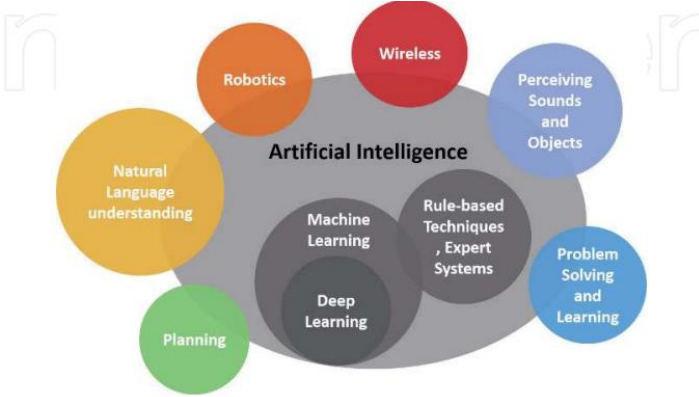 Wireless
Robotics
Perceiving
Sounds
and
Objects
Artificial Intelligence
Natural
Language
understanding
Machine
Learning
Rule-based
Techniques
, Expert
Systems
Deep
Learning
Problem
Solving
and
Learning
Planning